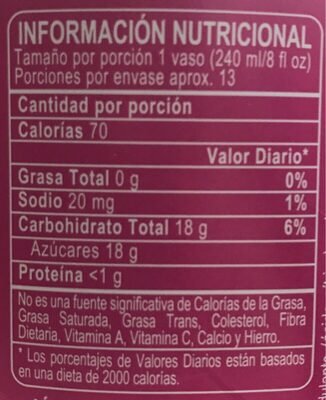 INFORMACIÓN NUTRICIONAL
Tamaño por porción 1 vaso (240 ml/8 fl oz)
Porciones por envase aprox. 13
Cantidad por porción
Calorías 70
Valor Diario*
Grasa Total 0 g 0%
Sodio 20 mg 1%
Carbohidrato Total 18 g 6%
Azúcares 18 g
Proteína <1 g
No es una fuente significativa de Calorías de la Grasa,
Grasa Saturada, Grasa Trans, Colesterol, Fibra
Dietaria, Vitamina A, Vitamina C, Calcio y Hierro.
* Los porcentajes de Valores Diarios están basados
en una dieta de 2000 calorías.